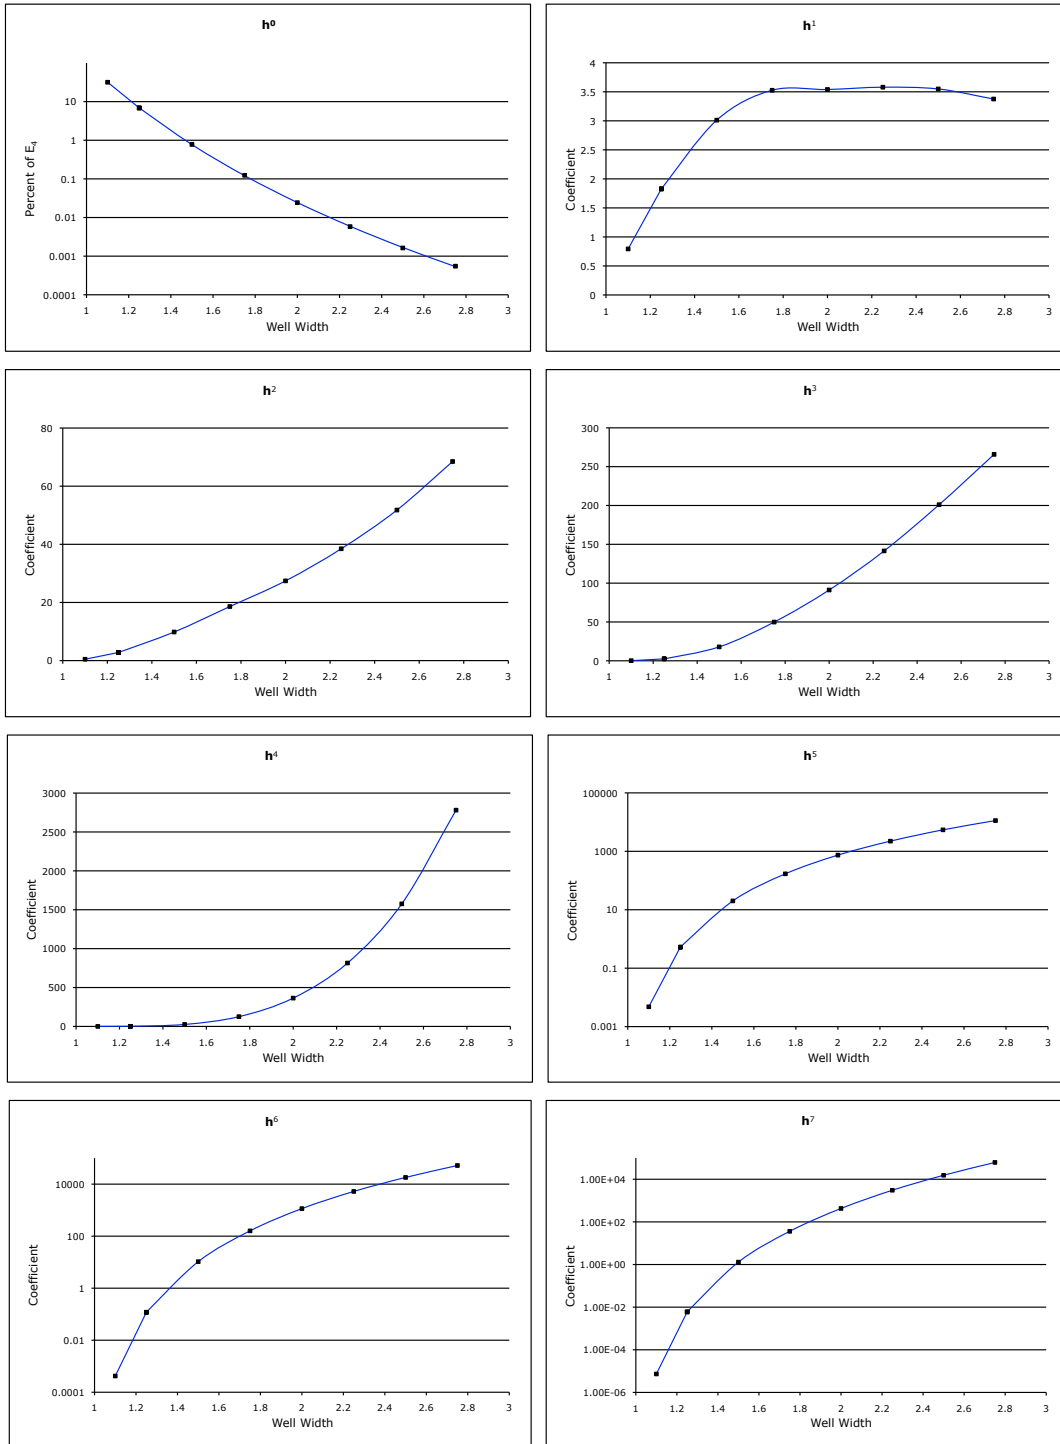 h⁰
Percent of E₄
10
1
0.1
0.01
0.001
0.0001
1 1.2 1.4 1.6 1.8 2 2.2 2.4 2.6 2.8 3
Well Width
h¹
Coefficient
4
3.5
3
2.5
2
1.5
1
0.5
0
1 1.2 1.4 1.6 1.8 2 2.2 2.4 2.6 2.8 3
Well Width
h²
Coefficient
80
60
40
20
0
1 1.2 1.4 1.6 1.8 2 2.2 2.4 2.6 2.8 3
Well Width
h³
Coefficient
300
250
200
150
100
50
0
1 1.2 1.4 1.6 1.8 2 2.2 2.4 2.6 2.8 3
Well Width
h⁴
Coefficient
3000
2500
2000
1500
1000
500
0
1 1.2 1.4 1.6 1.8 2 2.2 2.4 2.6 2.8 3
Well Width
h⁵
Coefficient
100000
1000
10
0.1
0.001
1 1.2 1.4 1.6 1.8 2 2.2 2.4 2.6 2.8 3
Well Width
h⁶
Coefficient
10000
100
1
0.01
0.0001
1 1.2 1.4 1.6 1.8 2 2.2 2.4 2.6 2.8 3
Well Width
h⁷
Coefficient
1.00E+04
1.00E+02
1.00E+00
1.00E-02
1.00E-04
1.00E-06
1 1.2 1.4 1.6 1.8 2 2.2 2.4 2.6 2.8 3
Well Width